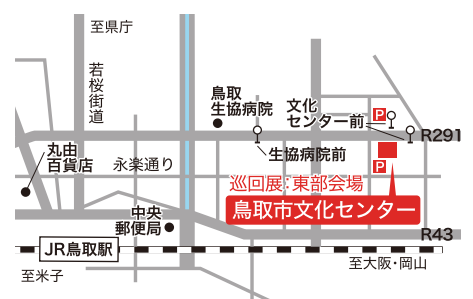 至県庁
若桜街道
鳥取
生協病院
文化
センター前
P
R291
丸由
百貨店
永楽通り
生協病院前
P
巡回展：東部会場
鳥取市文化センター
中央
郵便局
R43
JR鳥取駅
至米子
至大阪・岡山